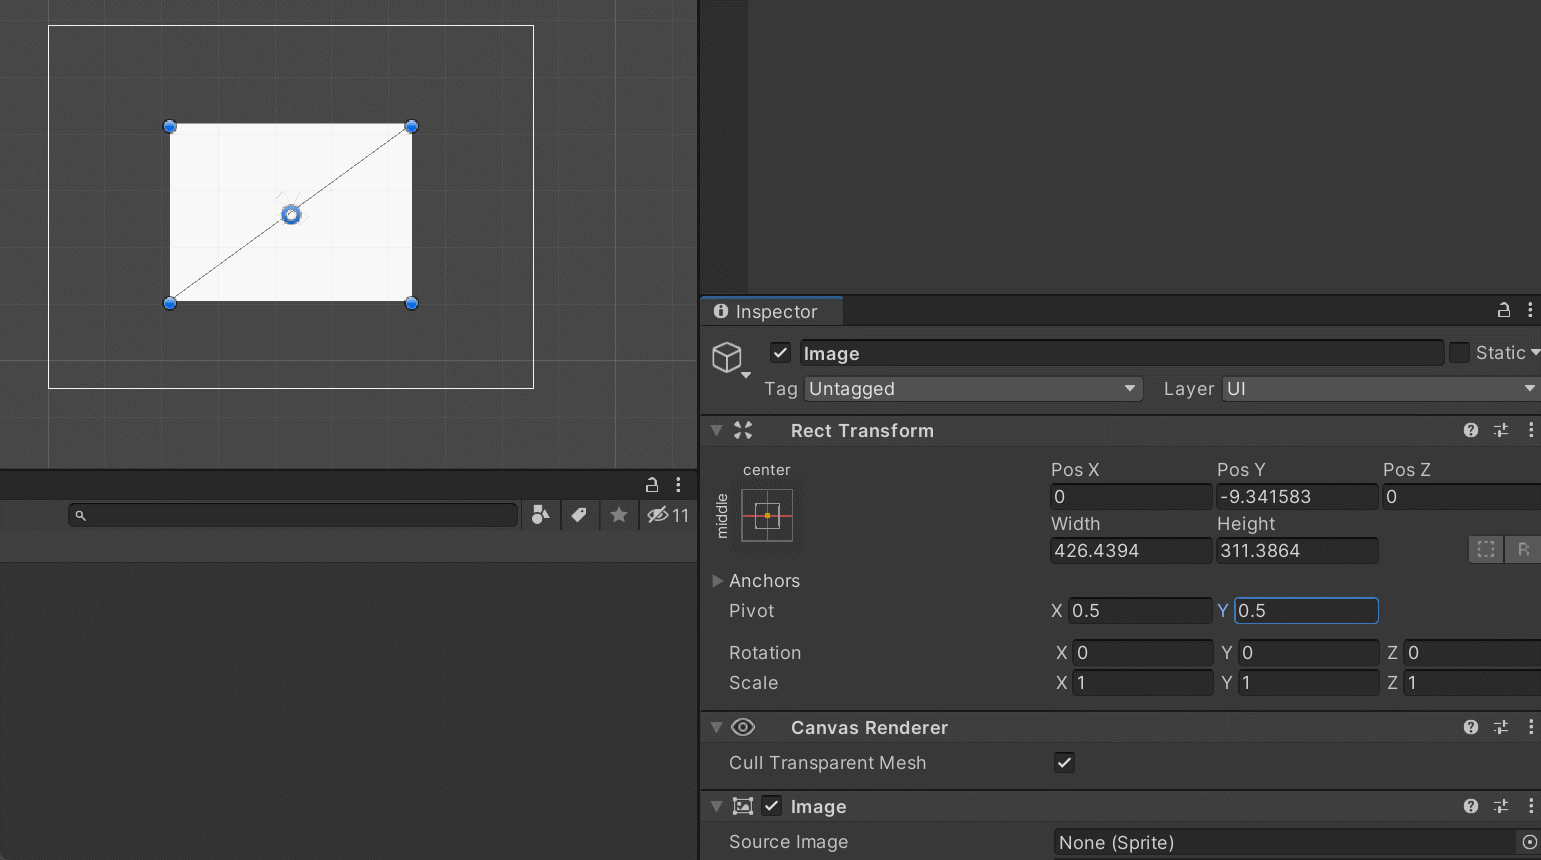 Inspector
Image
Static
Tag Untagged Layer UI
Rect Transform
center
middle
Pos X Pos Y Pos Z
0 -9.341583 0
Width Height
426.4394 311.3864
R
Anchors
Pivot X 0.5 Y 0.5
Rotation X 0 Y 0 Z 0
Scale X 1 Y 1 Z 1
Canvas Renderer
Cull Transparent Mesh
Image
Source Image None (Sprite)
11